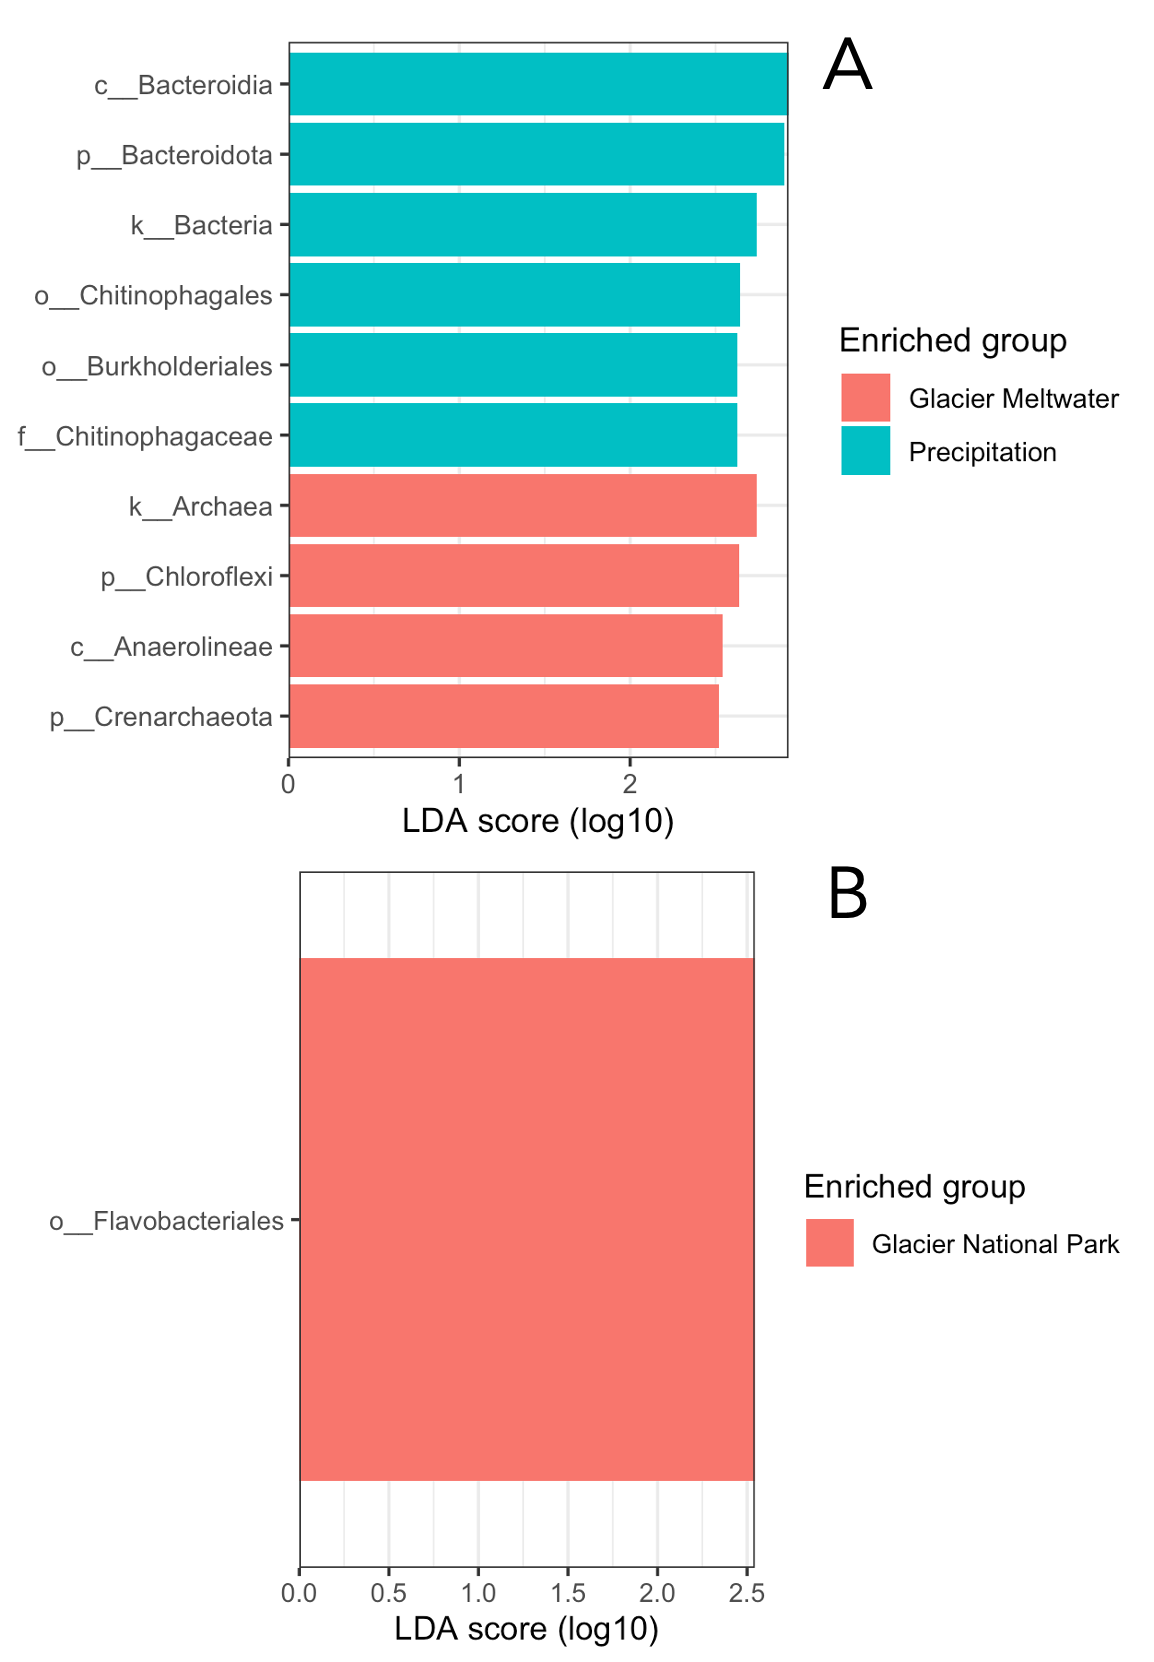 A
c__Bacteroidia
p__Bacteroidota
k__Bacteria
o__Chitinophagales
o__Burkholderiales
f__Chitinophagaceae
k__Archaea
p__Chloroflexi
c__Anaerolineae
p__Crenarchaeota
0 1 2
LDA score (log10)
Enriched group
Glacier Meltwater
Precipitation
B
o__Flavobacteriales
0.0 0.5 1.0 1.5 2.0 2.5
LDA score (log10)
Enriched group
Glacier National Park